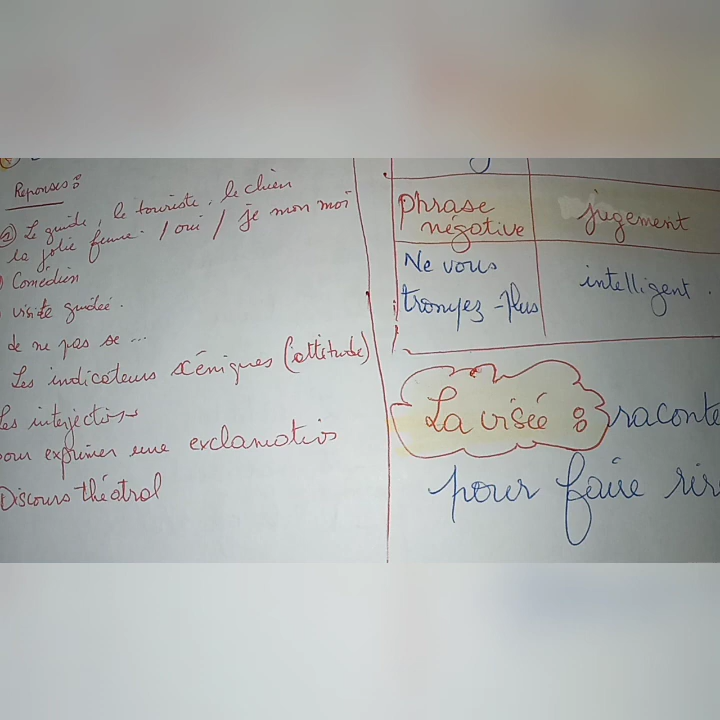 Reponses :
Le guide, le touriste, le chien
la jolie femme. / oui / je mon moi
Comédien
visite guidée.
de ne pas se ...
Les indicateurs scéniques (l'attitude)
Les interjections
pour exprimer une exclamation
Discours théâtral
phrase négative
jugement
Ne vous
trompez-plus
intelligent.
La visée : raconte
pour faire rire